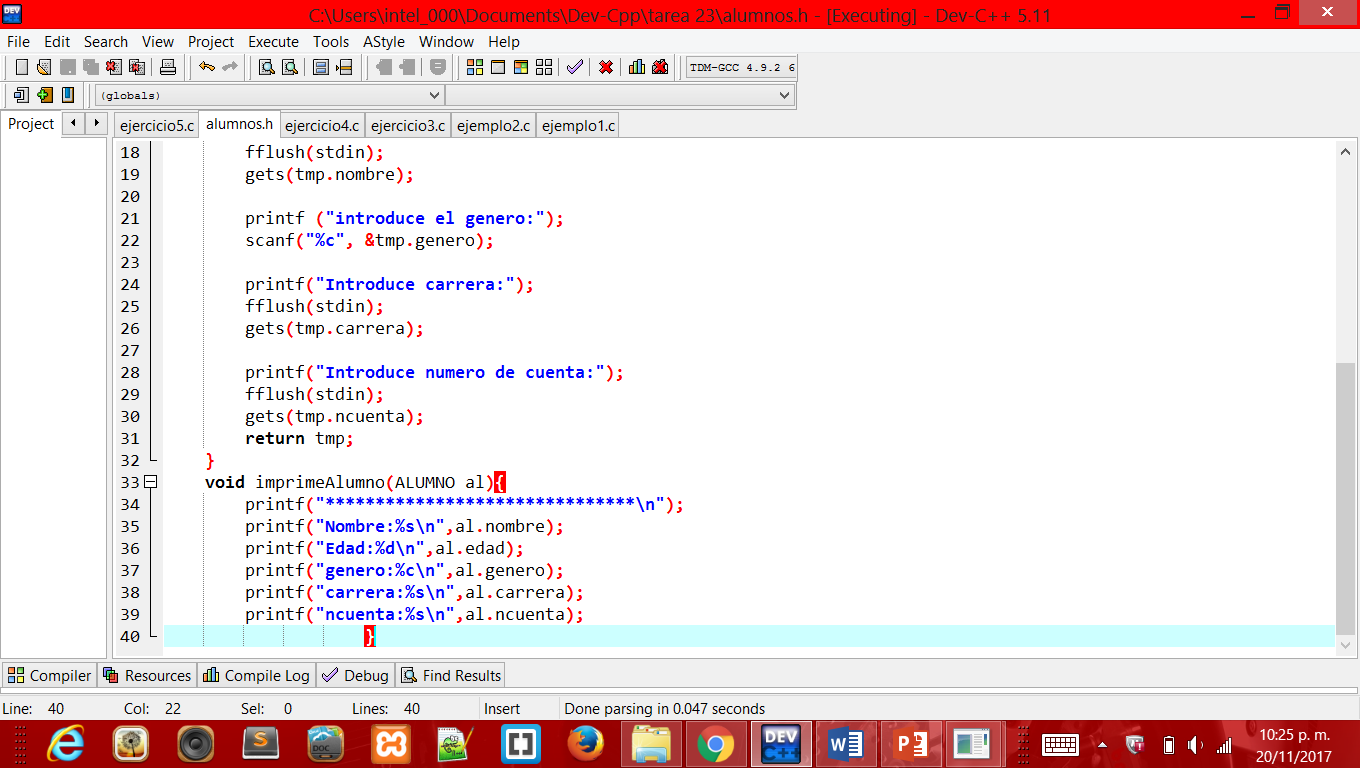 C:\Users\intel_000\Documents\Dev-Cpp\tarea 23\alumnos.h - [Executing] - Dev-C++ 5.11
File Edit Search View Project Execute Tools AStyle Window Help
TDM-GCC 4.9.2 6
(globals)
Project ejercicio5.c alumnos.h ejercicio4.c ejercicio3.c ejemplo2.c ejemplo1.c
18 fflush(stdin);
19 gets(tmp.nombre);
20
21 printf ("introduce el genero:");
22 scanf("%c", &tmp.genero);
23
24 printf("Introduce carrera:");
25 fflush(stdin);
26 gets(tmp.carrera);
27
28 printf("Introduce numero de cuenta:");
29 fflush(stdin);
30 gets(tmp.ncuenta);
31 return tmp;
32 }
33 void imprimeAlumno(ALUMNO al){
34 printf("*******************************\n");
35 printf("Nombre:%s\n",al.nombre);
36 printf("Edad:%d\n",al.edad);
37 printf("genero:%c\n",al.genero);
38 printf("carrera:%s\n",al.carrera);
39 printf("ncuenta:%s\n",al.ncuenta);
40 }
Compiler Resources Compile Log Debug Find Results
Line: 40 Col: 22 Sel: 0 Lines: 40 Insert Done parsing in 0.047 seconds
10:25 p. m.
20/11/2017